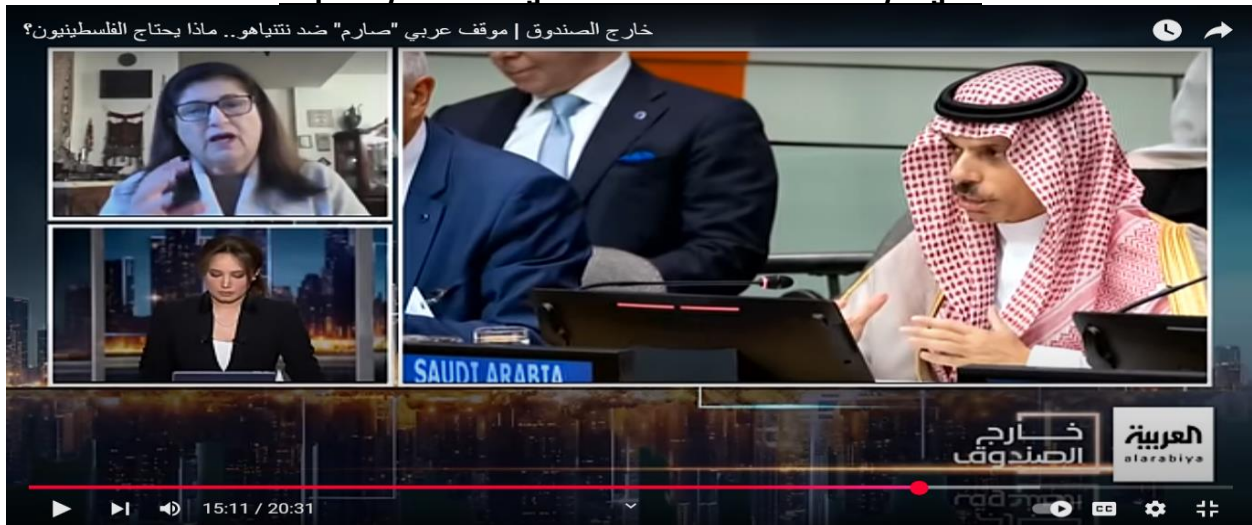 خارج الصندوق | موقف عربي "صارم" ضد نتنياهو.. ماذا يحتاج الفلسطينيون؟
SAUDI ARABIA
خارج
الصندوق
العربية
alarabiya
15:11 / 20:31
CC